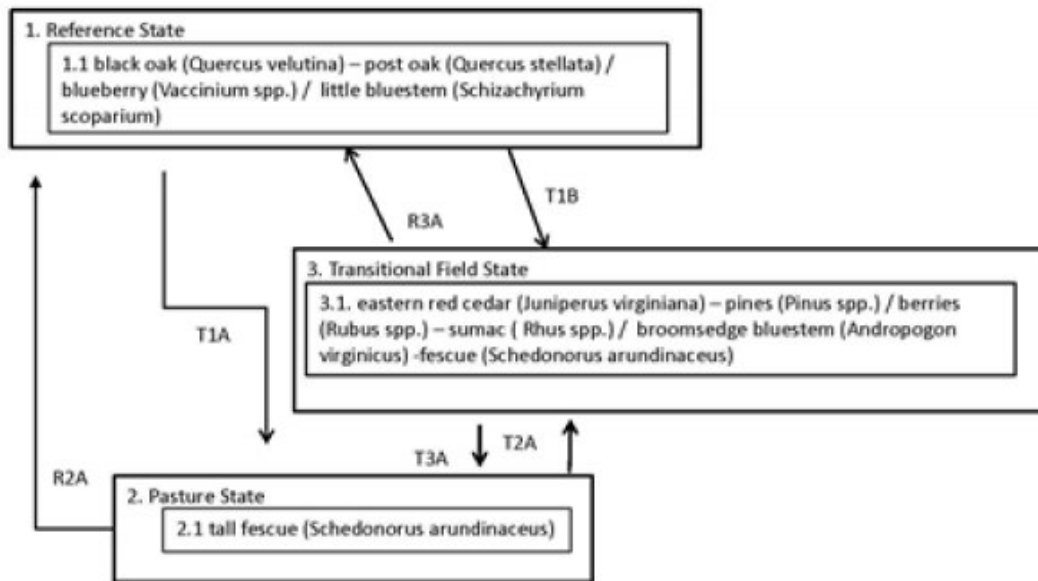 1. Reference State
1.1 black oak (Quercus velutina) – post oak (Quercus stellata) /
blueberry (Vaccinium spp.) / little bluestem (Schizachyrium
scoparium)
T1B
R3A
3. Transitional Field State
3.1. eastern red cedar (Juniperus virginiana) – pines (Pinus spp.) / berries
(Rubus spp.) – sumac ( Rhus spp.) / broomsedge bluestem (Andropogon
virginicus) -fescue (Schedonorus arundinaceus)
T1A
T2A
T3A
R2A
2. Pasture State
2.1 tall fescue (Schedonorus arundinaceus)